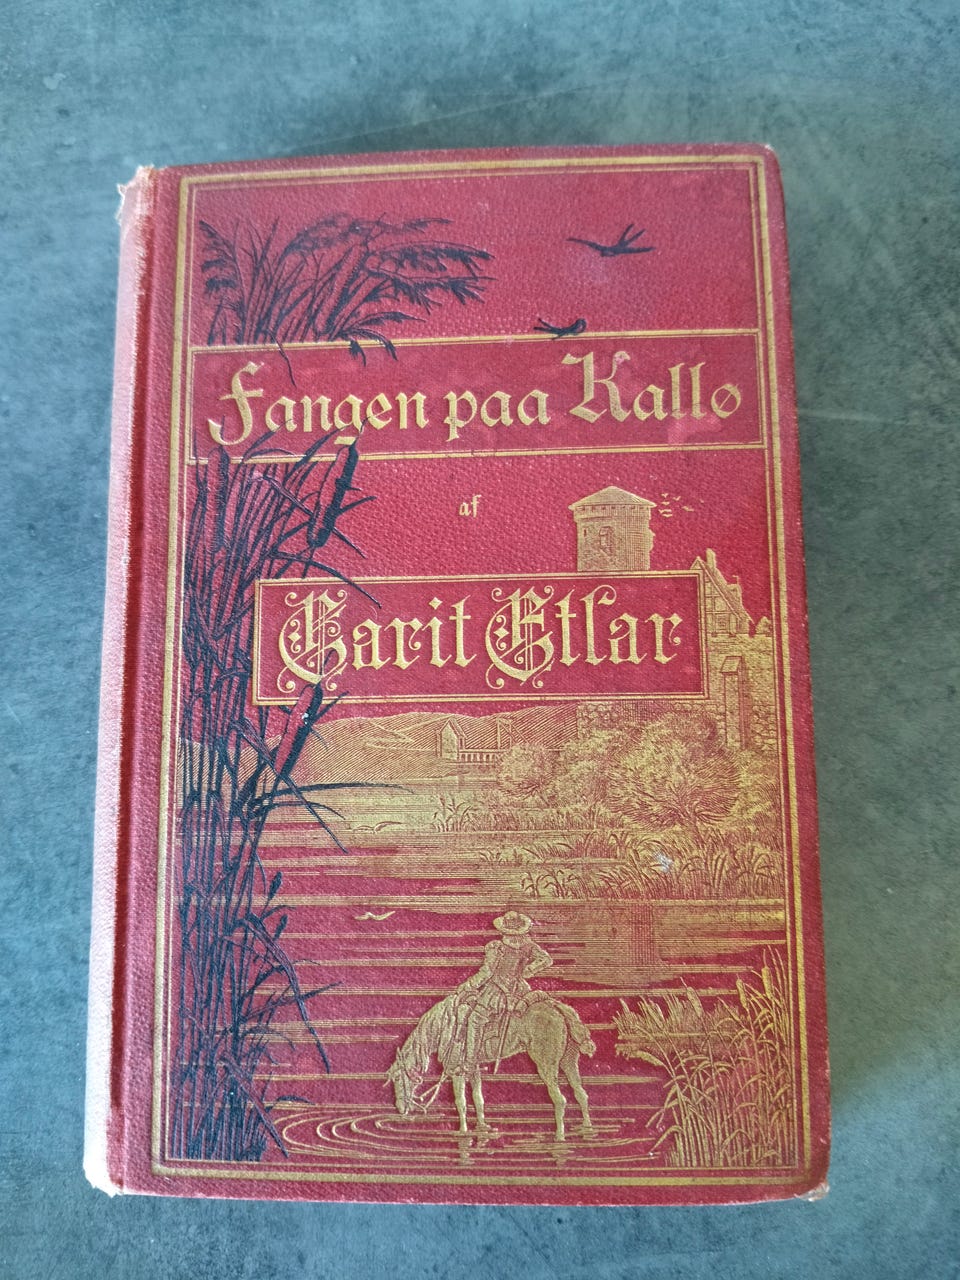 Fangen paa Kallø
af
Carit Etlar